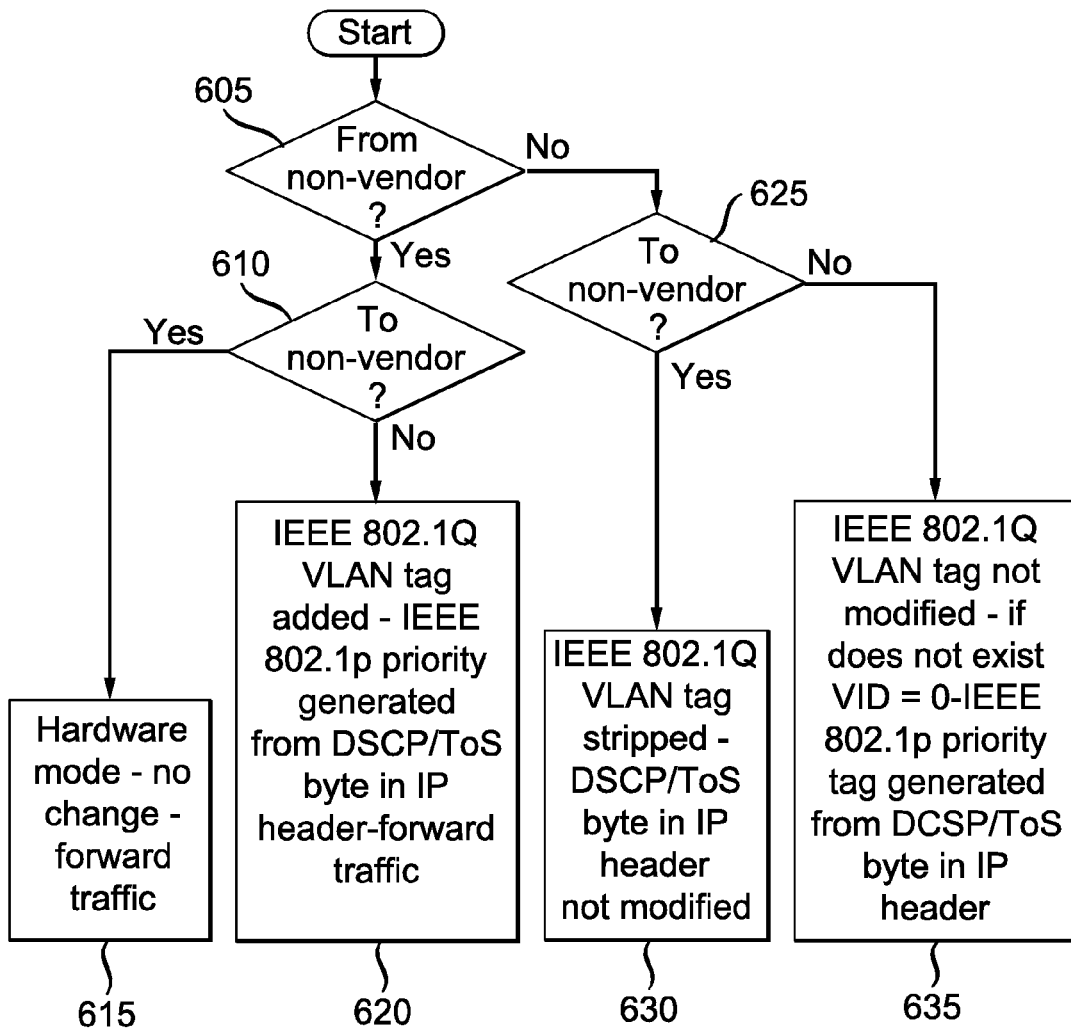 Start
605
From
non-vendor
?
No
625
Yes
610
To
non-vendor
?
No
To
non-vendor
?
Yes
Yes
No
IEEE 802.1Q
VLAN tag
added - IEEE
802.1p priority
generated
from DSCP/ToS
byte in IP
header-forward
traffic
IEEE 802.1Q
VLAN tag not
modified - if
does not exist
VID = 0-IEEE
802.1p priority
tag generated
from DCSP/ToS
byte in IP
header
IEEE 802.1Q
VLAN tag
stripped -
DSCP/ToS
byte in IP
header
not modified
Hardware
mode - no
change -
forward
traffic
615
620
630
635